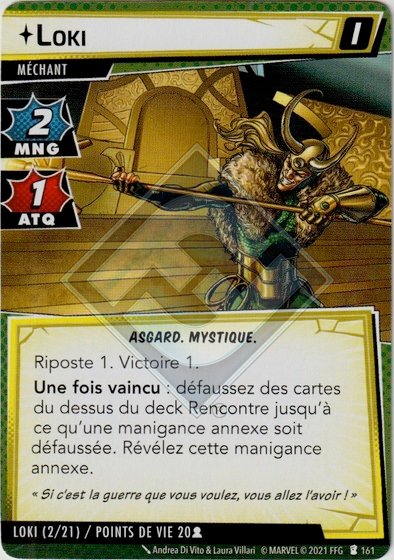 Loki
I
MÉCHANT
2
MNG
1
ATQ
ASGARD. MYSTIQUE.
Riposte 1. Victoire 1.
Une fois vaincu : défaussez des cartes
du dessus du deck Rencontre jusqu'à
ce qu'une manigance annexe soit
défaussée. Révélez cette manigance
annexe.
« Si c'est la guerre que vous voulez, vous allez l'avoir ! »
Andrea Di Vito & Laura Villari © MARVEL © 2021 FFG 161
LOKI (2/21) / POINTS DE VIE 20